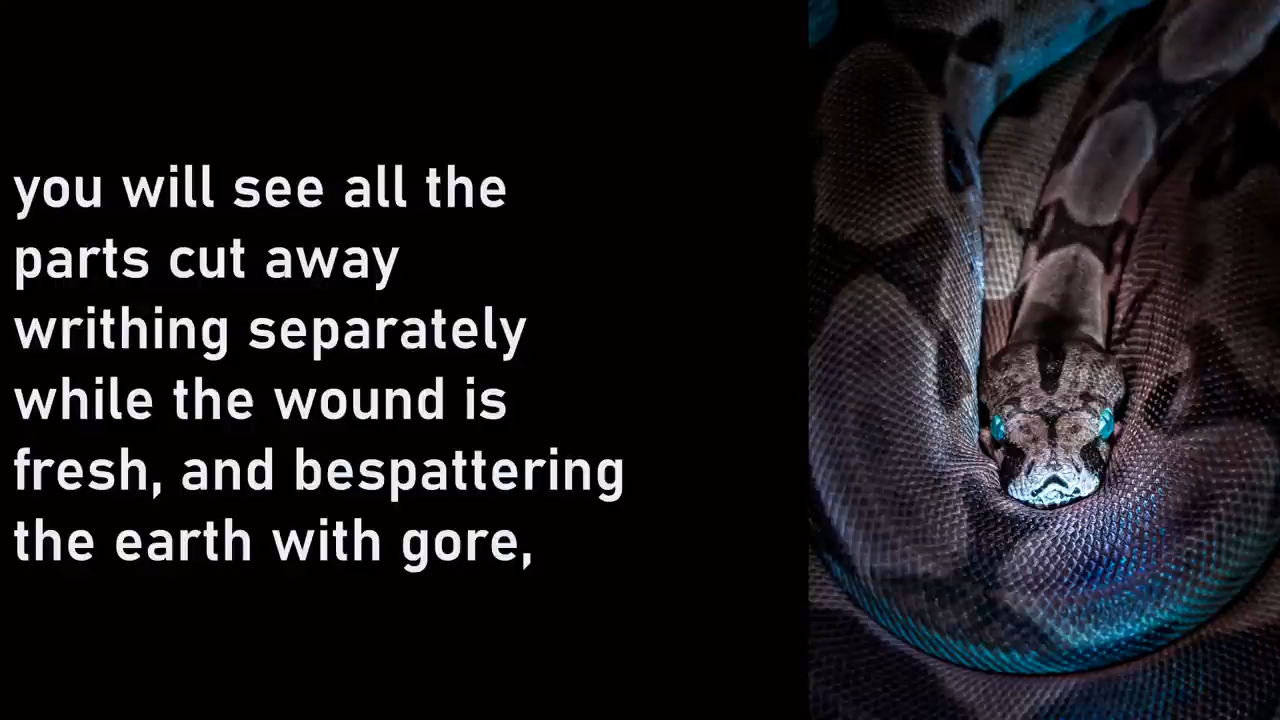 you will see all the
parts cut away
writhing separately
while the wound is
fresh, and bespattering
the earth with gore,